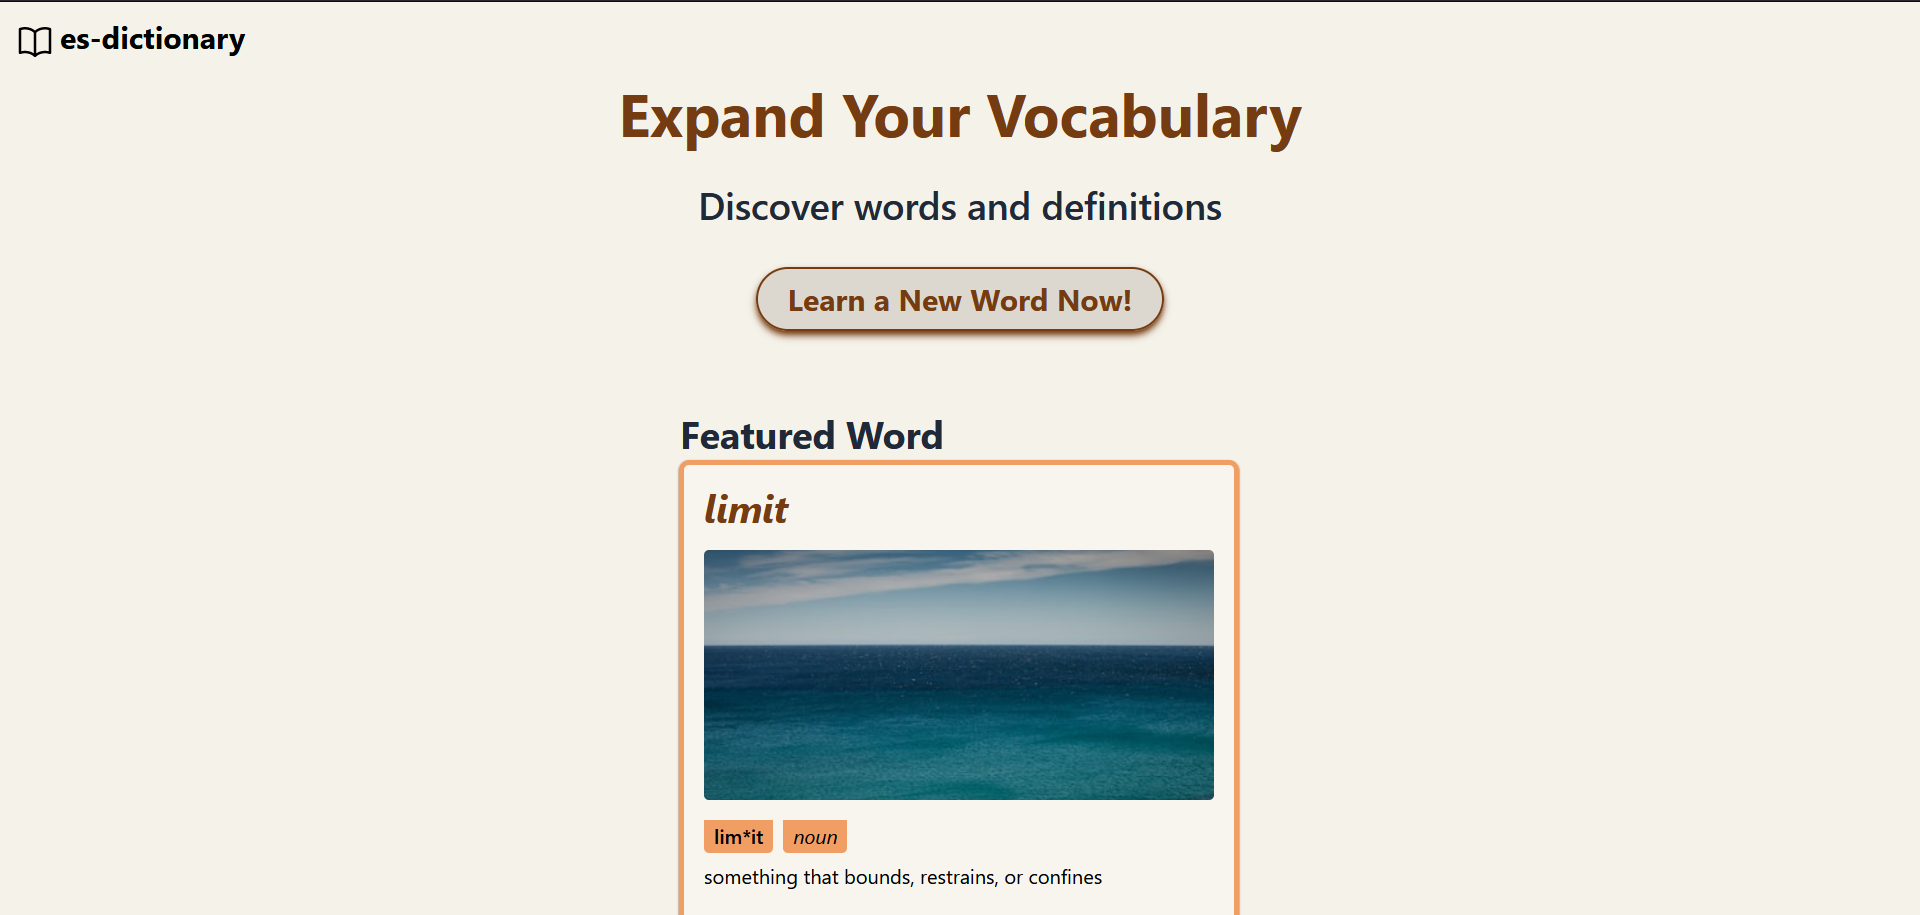 es-dictionary
Expand Your Vocabulary
Discover words and definitions
Learn a New Word Now!
Featured Word
limit
lim*it noun
something that bounds, restrains, or confines